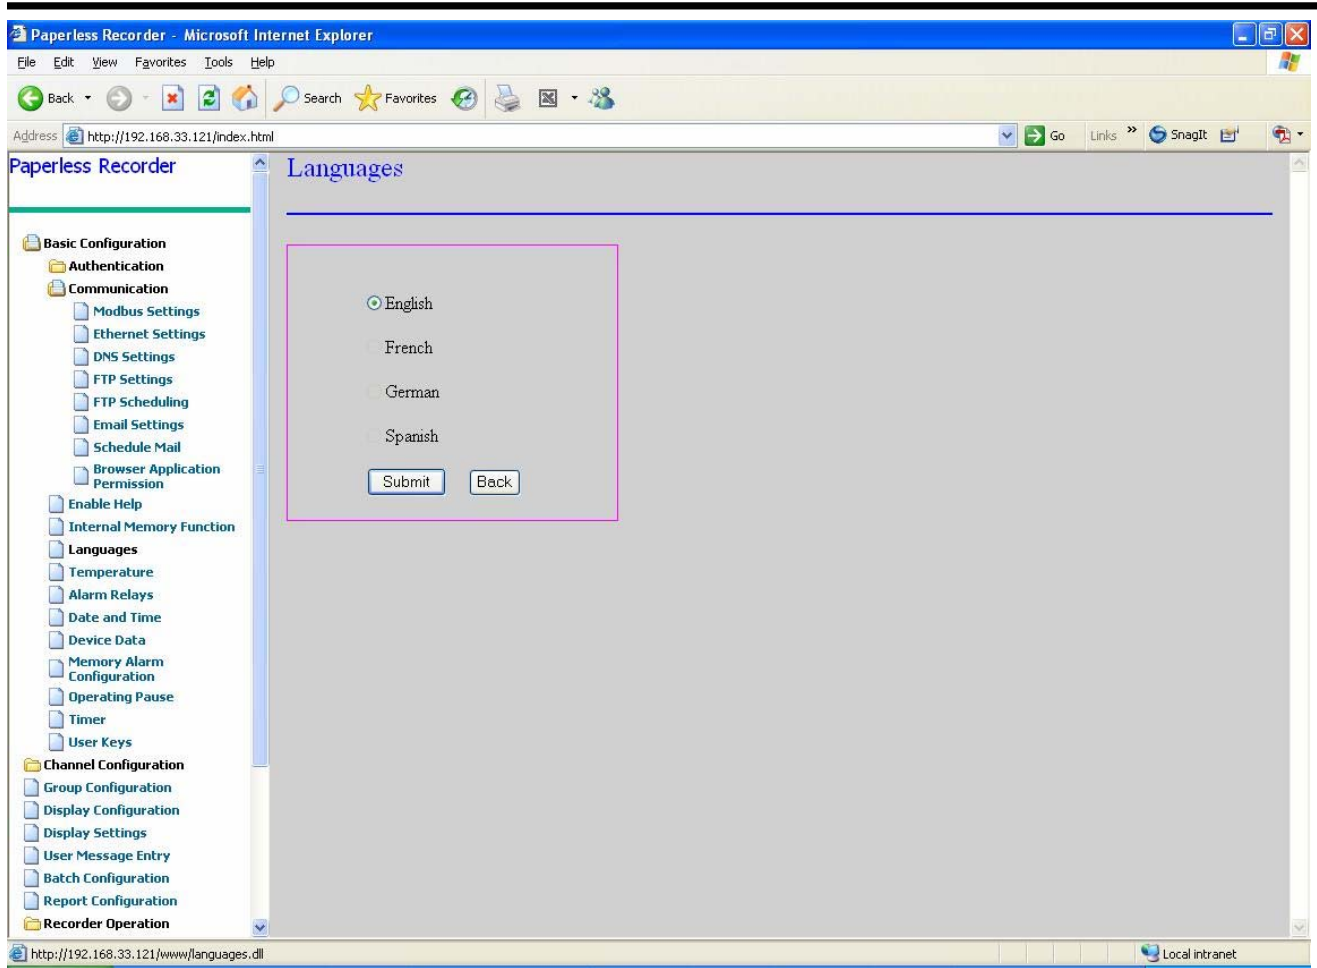 Paperless Recorder - Microsoft Internet Explorer
File Edit View Favorites Tools Help
Back Search Favorites
Address http://192.168.33.121/index.html Go Links » SnagIt
Paperless Recorder
Basic Configuration
Authentication
Communication
Modbus Settings
Ethernet Settings
DNS Settings
FTP Settings
FTP Scheduling
Email Settings
Schedule Mail
Browser Application
Permission
Enable Help
Internal Memory Function
Languages
Temperature
Alarm Relays
Date and Time
Device Data
Memory Alarm
Configuration
Operating Pause
Timer
User Keys
Channel Configuration
Group Configuration
Display Configuration
Display Settings
User Message Entry
Batch Configuration
Report Configuration
Recorder Operation
Languages
English
French
German
Spanish
Submit Back
http://192.168.33.121/www/languages.dll Local intranet